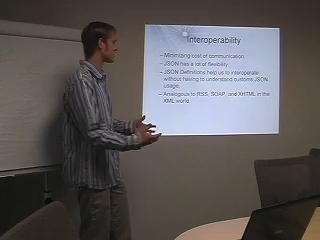 Interoperability
– Minimizing cost of communication.
– JSON has a lot of flexibility.
– JSON Definitions help us to interoperate
without having to understand customs JSON
usage.
– Analogous to RSS, SOAP, and XHTML in the
XML world.